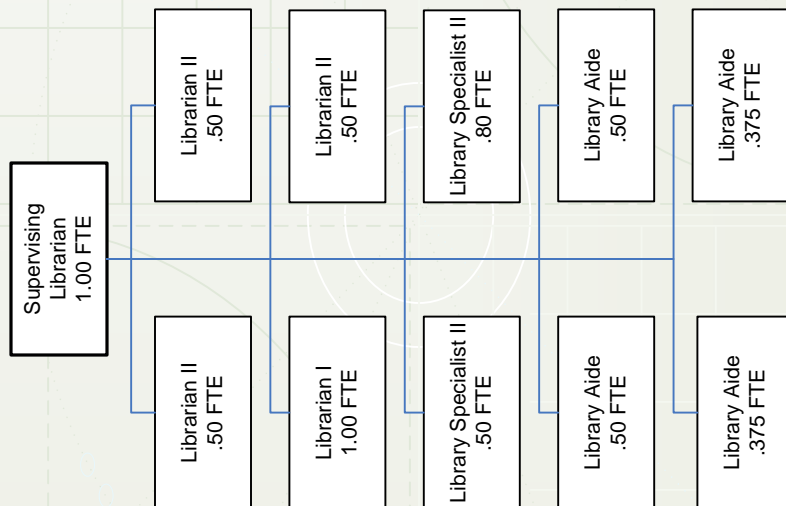 Supervising
Librarian
1.00 FTE
Librarian II
.50 FTE
Librarian II
.50 FTE
Librarian I
1.00 FTE
Librarian II
.50 FTE
Library Specialist II
.50 FTE
Library Specialist II
.80 FTE
Library Aide
.50 FTE
Library Aide
.50 FTE
Library Aide
.375 FTE
Library Aide
.375 FTE